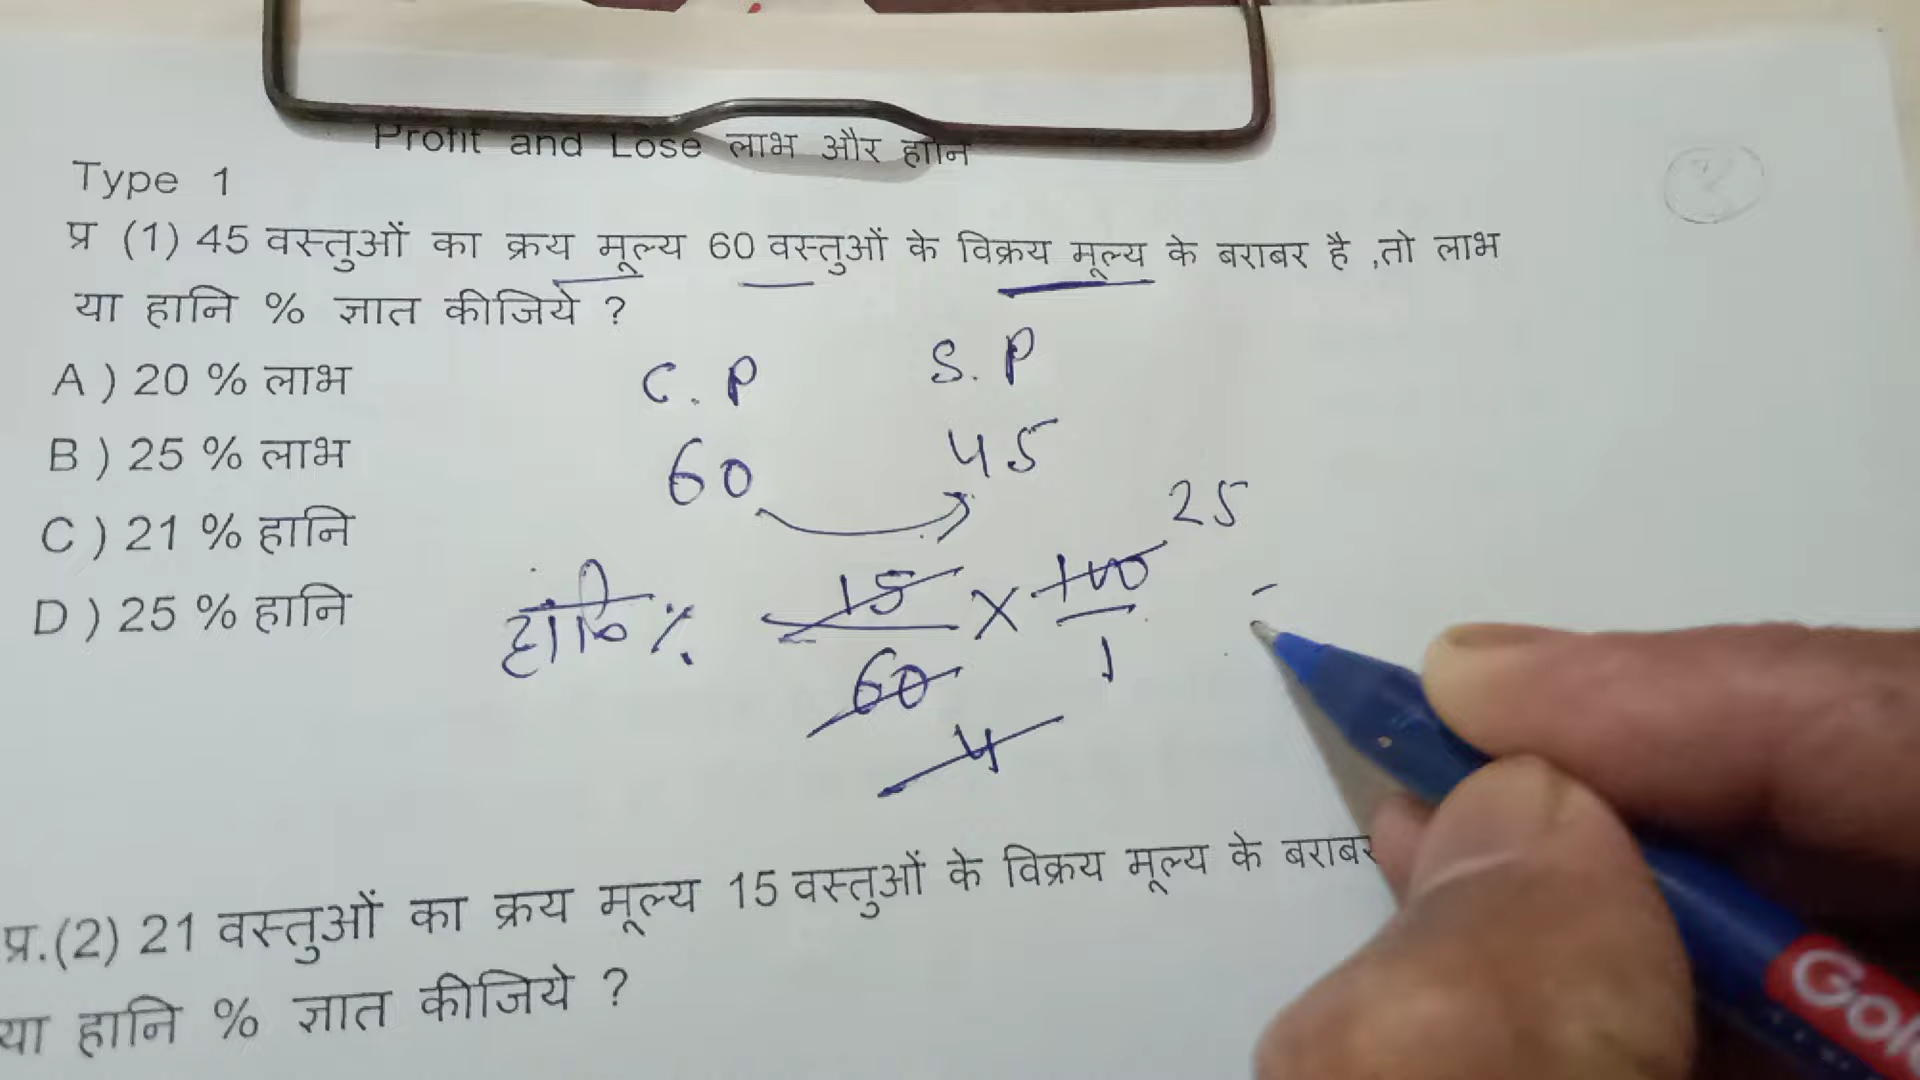 Profit and Lose लाभ और हानि
Type 1
प्र (1) 45 वस्तुओं का क्रय मूल्य 60 वस्तुओं के विक्रय मूल्य के बराबर है ,तो लाभ
या हानि % ज्ञात कीजिये ?
A ) 20 % लाभ
B ) 25 % लाभ
C ) 21 % हानि
D ) 25 % हानि
C.P S.P
60 45
25
हानि % 15 × 100 =
60 1
4
प्र.(2) 21 वस्तुओं का क्रय मूल्य 15 वस्तुओं के विक्रय मूल्य के बराबर
या हानि % ज्ञात कीजिये ?